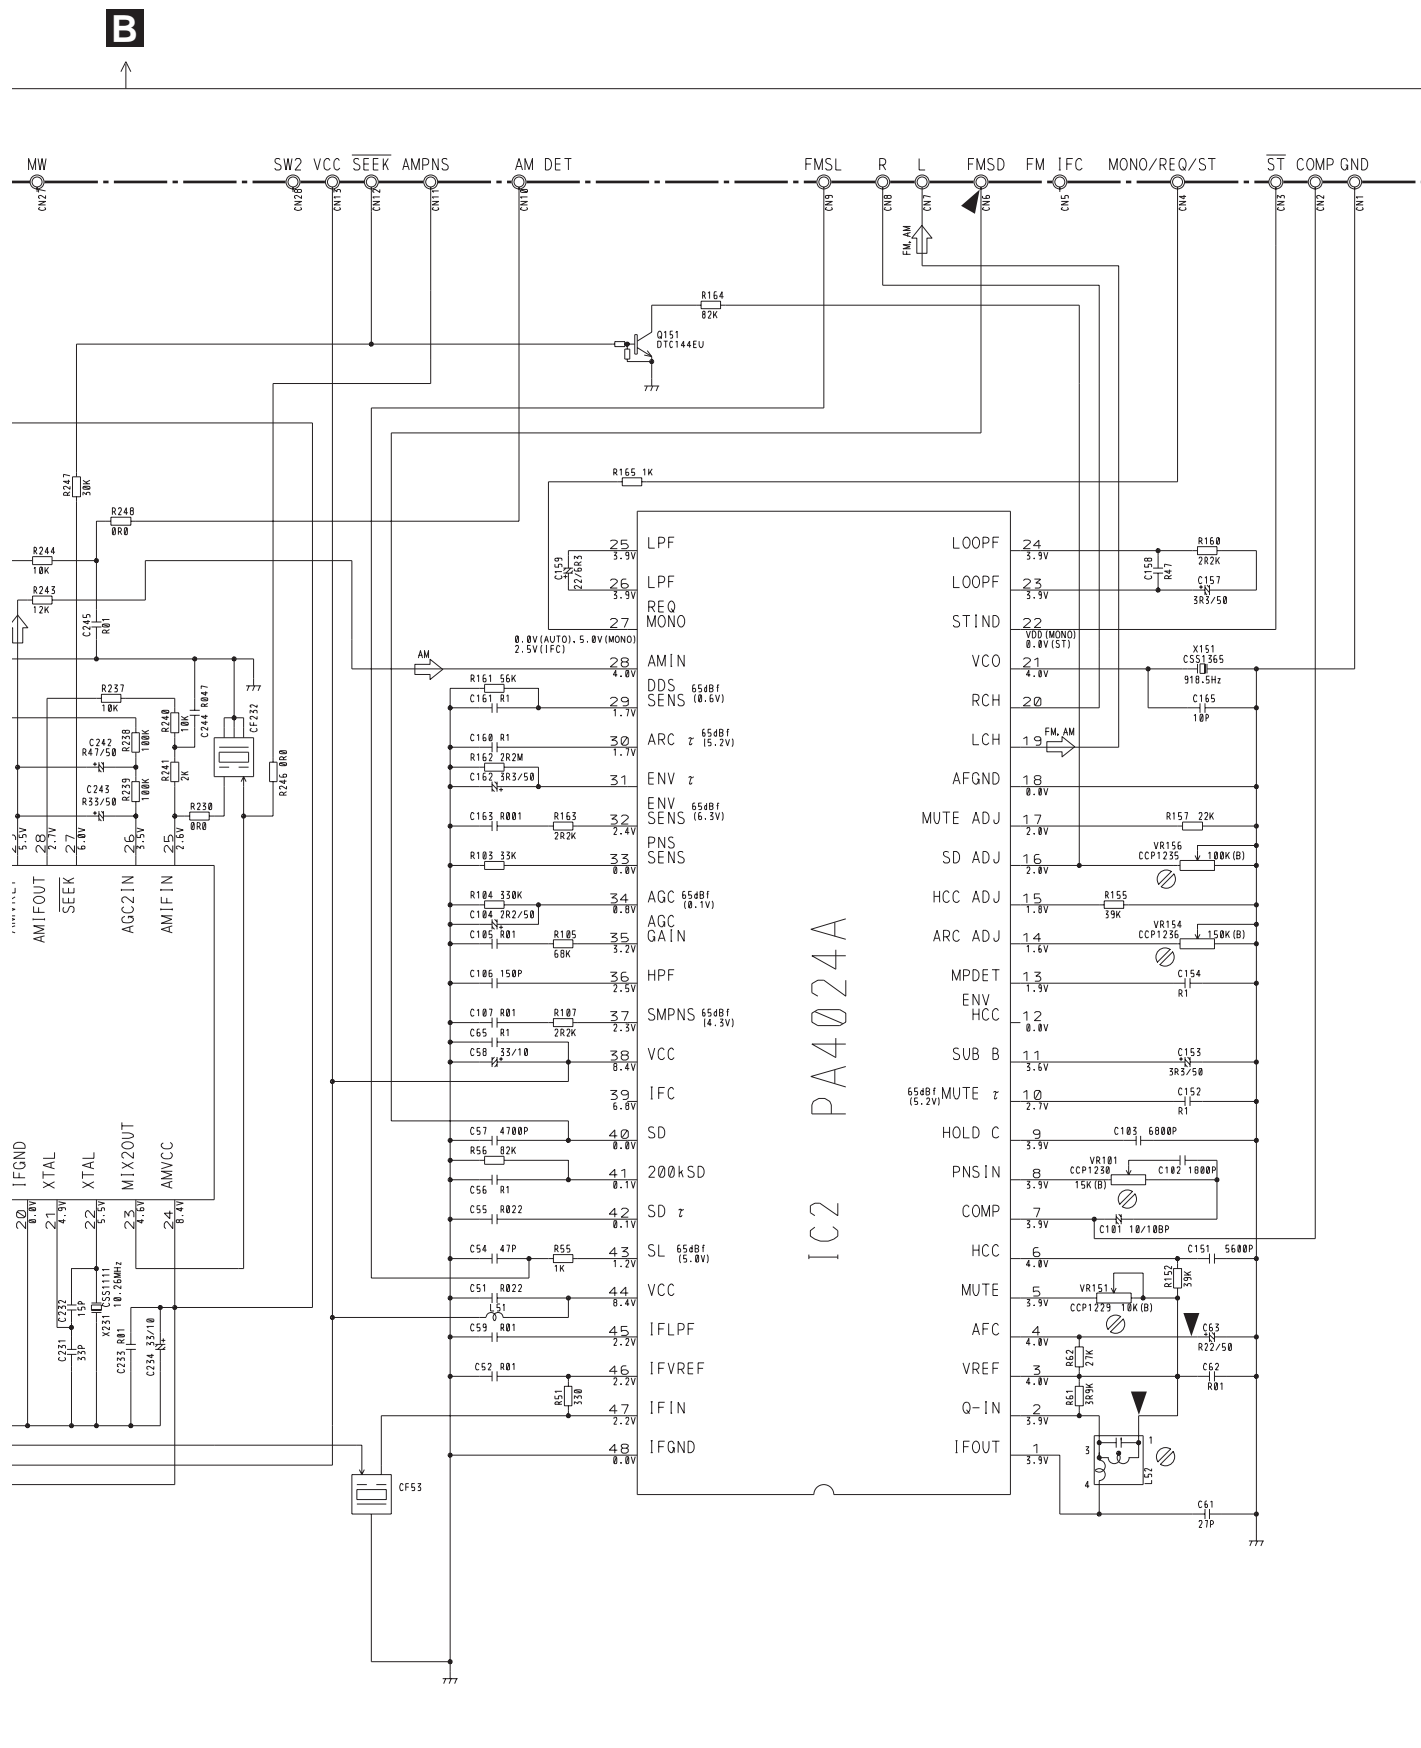 B
MW SW2 VCC SEEK AMPNS AM DET FMSL R L FMSD FM IFC MONO/REQ/ST ST COMP GND
CN27 CN28 CN13 CN12 CN11 CN10 CN9 CN8 CN7 CN6 CN5 CN4 CN3 CN2 CN1
FM, AM
R164
82K
Q151
DTC144EU
R247 30K
R165 1K
R248
0R0
R244
10K
R243
12K
C245 R01
C159 22/6R3
25 LPF LOOPF 24
3.9V 3.9V
R160
2R2K
C158 R47
C157
3R3/50
26 LPF LOOPF 23
3.9V 3.9V
REQ
27 MONO STIND 22
0.0V(AUTO), 5.0V(MONO)
2.5V(IFC)
VDD(MONO)
0.0V(ST)
AM
28 AMIN VCO 21
4.0V 4.0V
X151
CSS1365
918.5Hz
R161 56K
C161 R1
DDS
29 SENS 65dBf (0.6V) RCH 20
1.7V
C165
10P
C160 R1
30 ARC τ 65dBf (5.2V) LCH 19
1.7V
FM, AM
R162 2R2M
C162 3R3/50
31 ENV τ AFGND 18
0.0V
C163 R001 R163
2R2K
ENV
32 SENS 65dBf (6.3V) MUTE ADJ 17
2.4V 2.0V
R157 22K
R103 33K
PNS
33 SENS SD ADJ 16
0.0V 2.0V
VR156
CCP1235 100K(B)
R104 330K
C104 2R2/50
34 AGC 65dBf (0.1V) HCC ADJ 15
0.8V 1.8V
R155
39K
C105 R01 R105
68K
AGC
35 GAIN ARC ADJ 14
3.2V 1.6V
VR154
CCP1236 150K(B)
C106 150P
36 HPF MPDET 13
2.5V 1.9V
C154
R1
C107 R01 R107
2R2K
37 SMPNS 65dBf (4.3V) ENV HCC 12
2.3V 0.0V
C65 R1
C58 33/10
38 VCC SUB B 11
8.4V 3.6V
C153
3R3/50
39 IFC 65dBf (5.2V) MUTE τ 10
6.8V 2.7V
C152
R1
C57 4700P
40 SD HOLD C 9
0.0V 3.9V
C103 6800P
R56 82K
C56 R1
41 200kSD PNSIN 8
0.1V 3.9V
VR101
CCP1230
15K(B)
C102 1800P
C55 R022
42 SD τ COMP 7
0.1V 3.9V
C101 10/10BP
C54 47P R55
1K
43 SL 65dBf (5.0V) HCC 6
1.2V 4.0V
C151 5600P
R152 39K
C51 R022
L51
44 VCC MUTE 5
8.4V 3.9V
VR151
CCP1229 10K(B)
C59 R01
45 IFLPF AFC 4
2.2V 4.0V
C63
R22/50
R62 27K
C52 R01
46 IFVREF VREF 3
2.2V 4.0V
C62
R01
R51 330
R61 3R9K
47 IFIN Q-IN 2
2.2V 3.9V
48 IFGND IFOUT 1
0.0V 3.9V
3 1
4 L52
C61
27P
IC2 PA4024A
CF53
R237
10K
R240 10K
C244 R047
CF232
C242
R47/50
R238 100K
R241 2K
C243
R33/50
R239 100K
R230
0R0
R246 0R0
5.5V
28 2.7V
27 6.0V
26 3.5V
25 2.6V
AMIFOUT
SEEK
AGC2IN
AMIFIN
IFGND
XTAL
XTAL
MIX2OUT
AMVCC
20 0.0V
21 4.9V
22 5.5V
23 4.6V
24 8.4V
C232 15P
X231 CSS1111 10.26MHz
C231 33P
C233 R01
C234 33/10